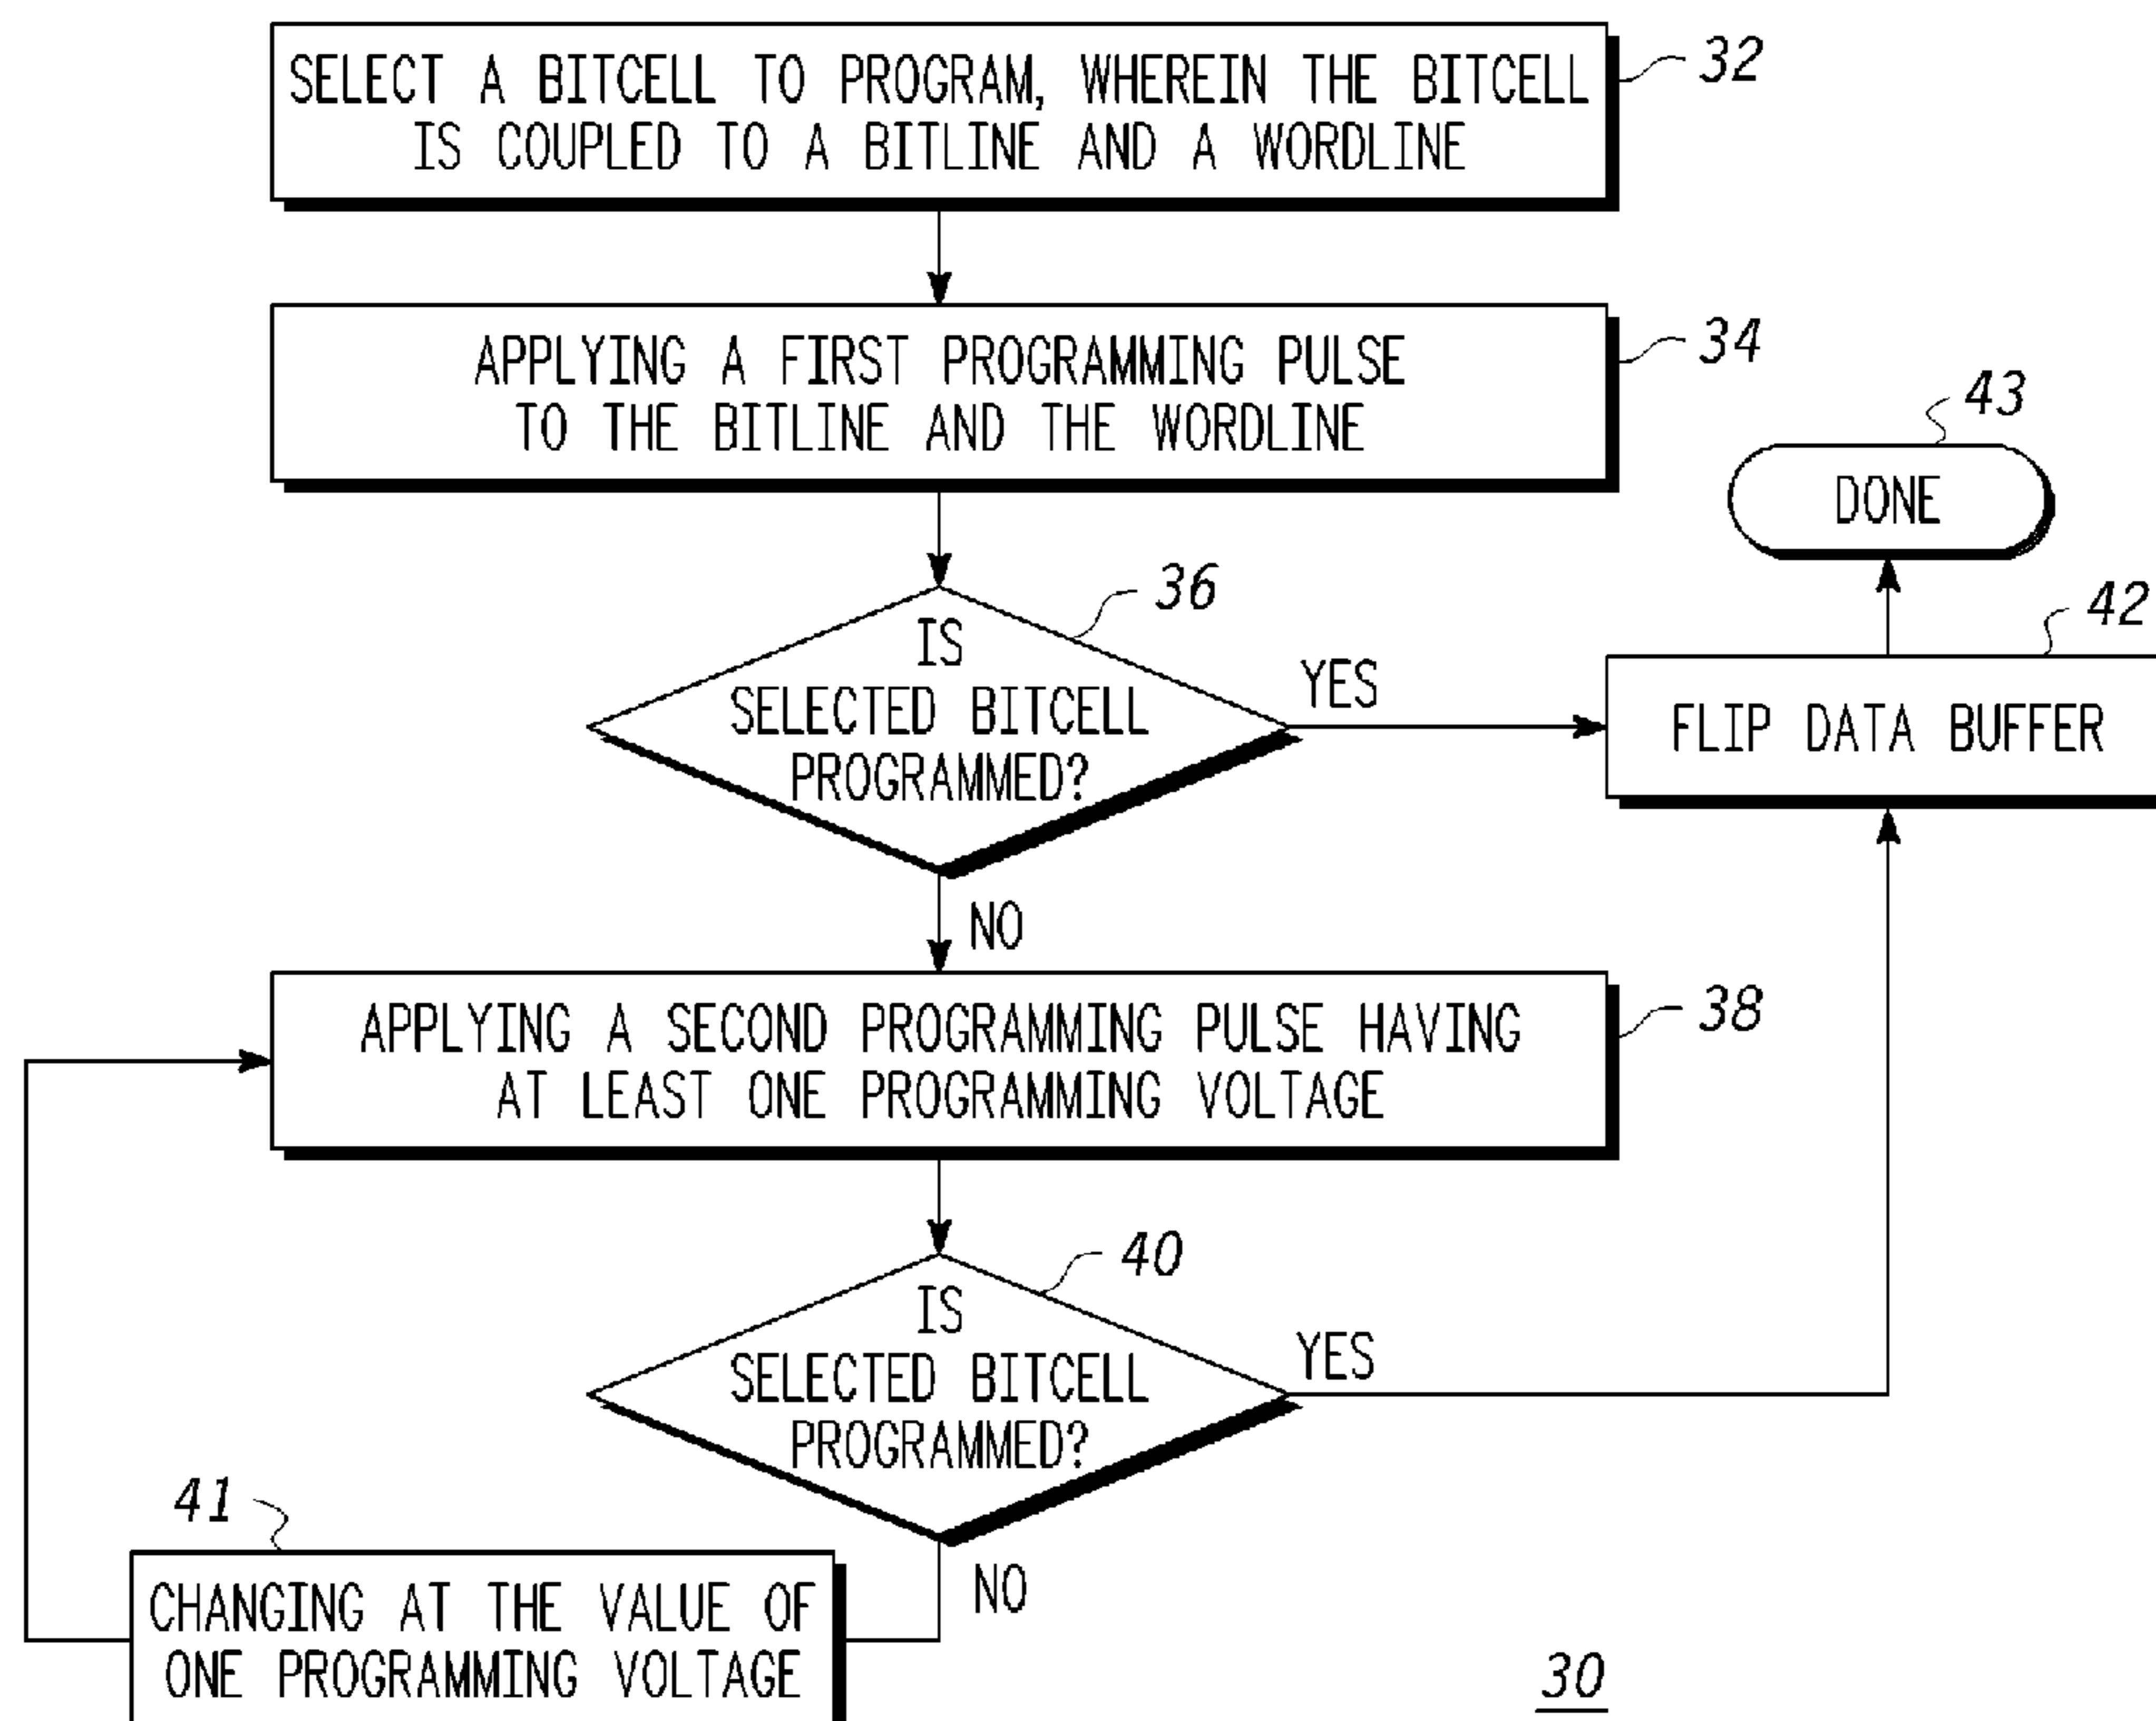 SELECT A BITCELL TO PROGRAM, WHEREIN THE BITCELL
IS COUPLED TO A BITLINE AND A WORDLINE
32
APPLYING A FIRST PROGRAMMING PULSE
TO THE BITLINE AND THE WORDLINE
34
43
DONE
36
IS
SELECTED BITCELL
PROGRAMMED?
YES
42
FLIP DATA BUFFER
NO
APPLYING A SECOND PROGRAMMING PULSE HAVING
AT LEAST ONE PROGRAMMING VOLTAGE
38
40
IS
SELECTED BITCELL
PROGRAMMED?
YES
41
NO
CHANGING AT THE VALUE OF
ONE PROGRAMMING VOLTAGE
30